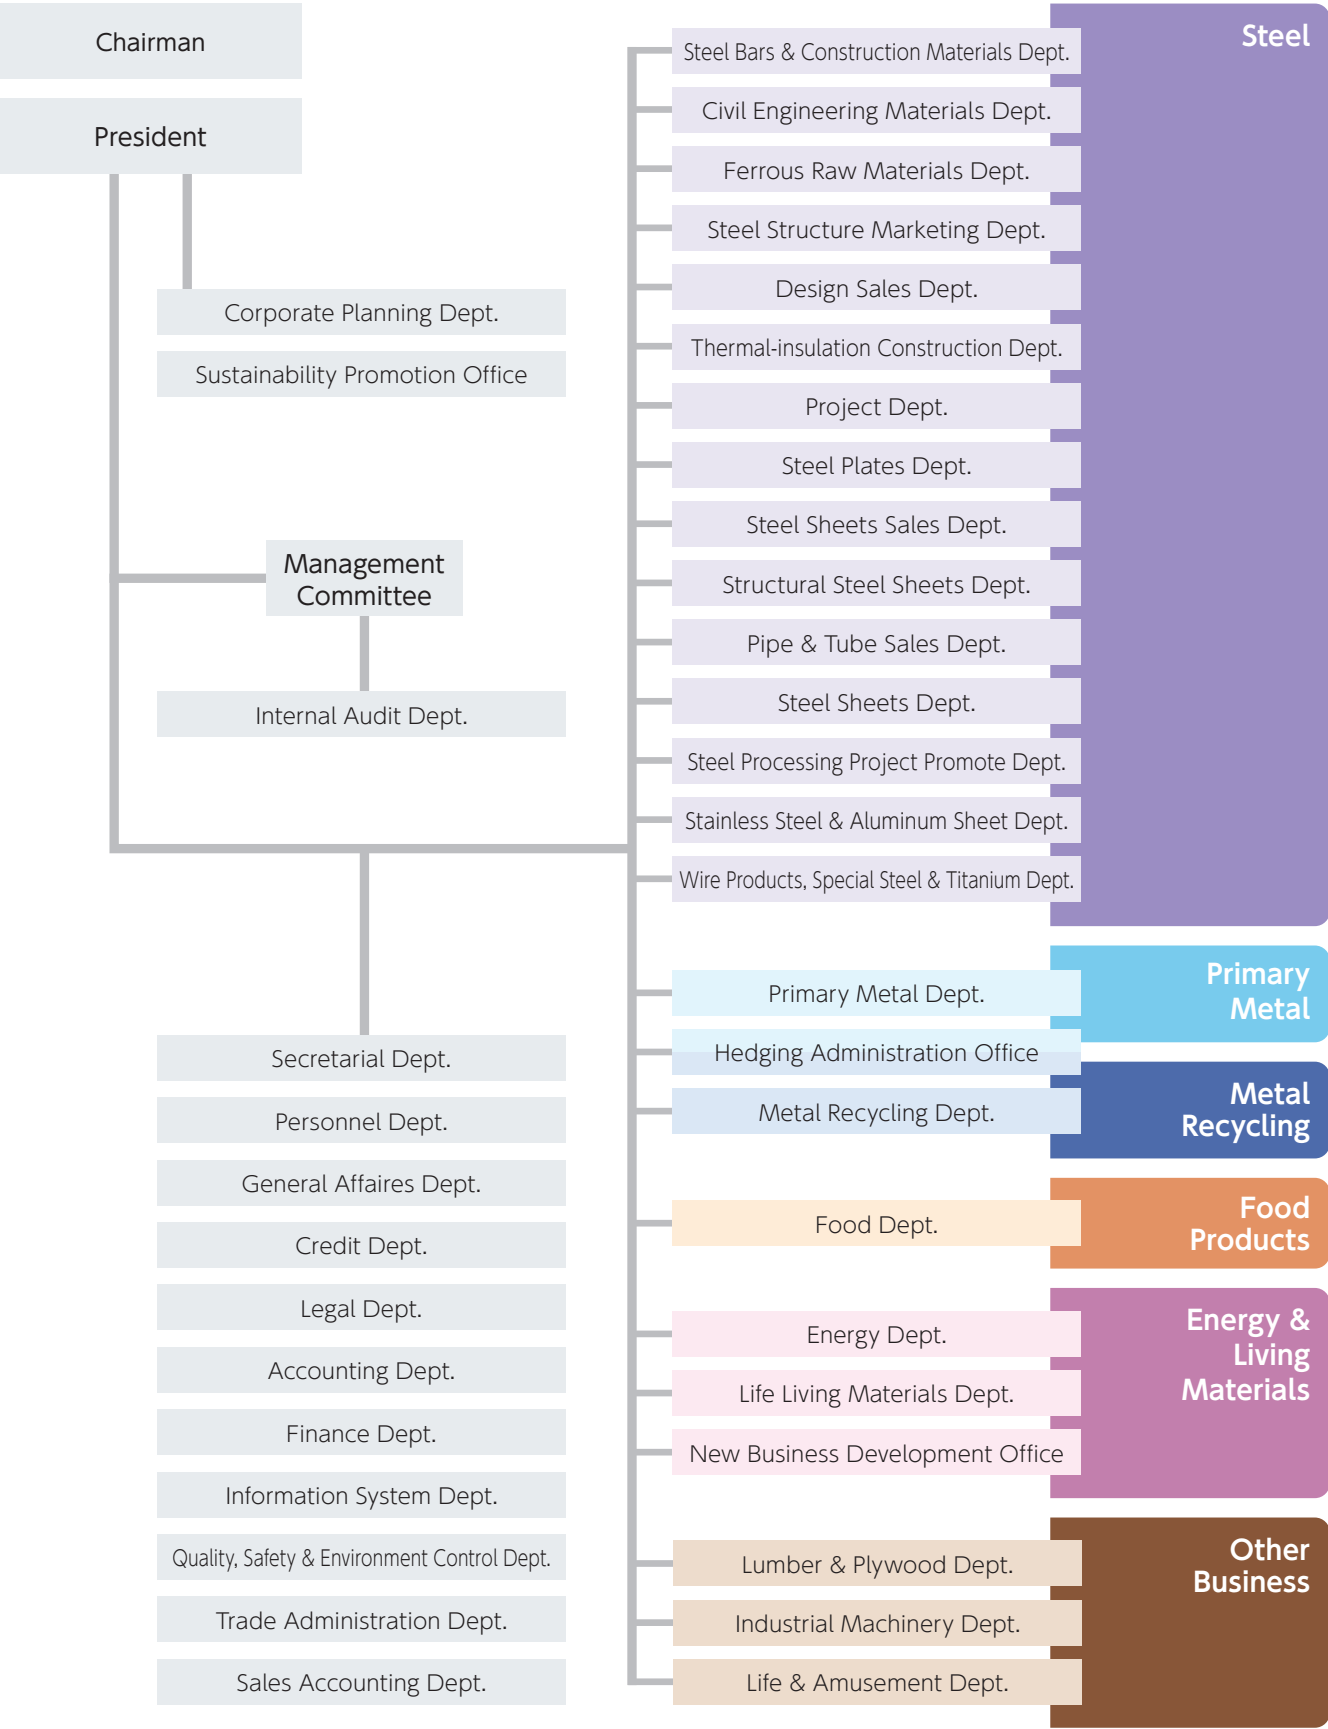 Chairman
President
Corporate Planning Dept.
Sustainability Promotion Office
Management
Committee
Internal Audit Dept.
Secretarial Dept.
Personnel Dept.
General Affaires Dept.
Credit Dept.
Legal Dept.
Accounting Dept.
Finance Dept.
Information System Dept.
Quality, Safety & Environment Control Dept.
Trade Administration Dept.
Sales Accounting Dept.
Steel
Steel Bars & Construction Materials Dept.
Civil Engineering Materials Dept.
Ferrous Raw Materials Dept.
Steel Structure Marketing Dept.
Design Sales Dept.
Thermal-insulation Construction Dept.
Project Dept.
Steel Plates Dept.
Steel Sheets Sales Dept.
Structural Steel Sheets Dept.
Pipe & Tube Sales Dept.
Steel Sheets Dept.
Steel Processing Project Promote Dept.
Stainless Steel & Aluminum Sheet Dept.
Wire Products, Special Steel & Titanium Dept.
Primary
Metal
Primary Metal Dept.
Hedging Administration Office
Metal
Recycling
Metal Recycling Dept.
Food
Products
Food Dept.
Energy &
Living
Materials
Energy Dept.
Life Living Materials Dept.
New Business Development Office
Other
Business
Lumber & Plywood Dept.
Industrial Machinery Dept.
Life & Amusement Dept.